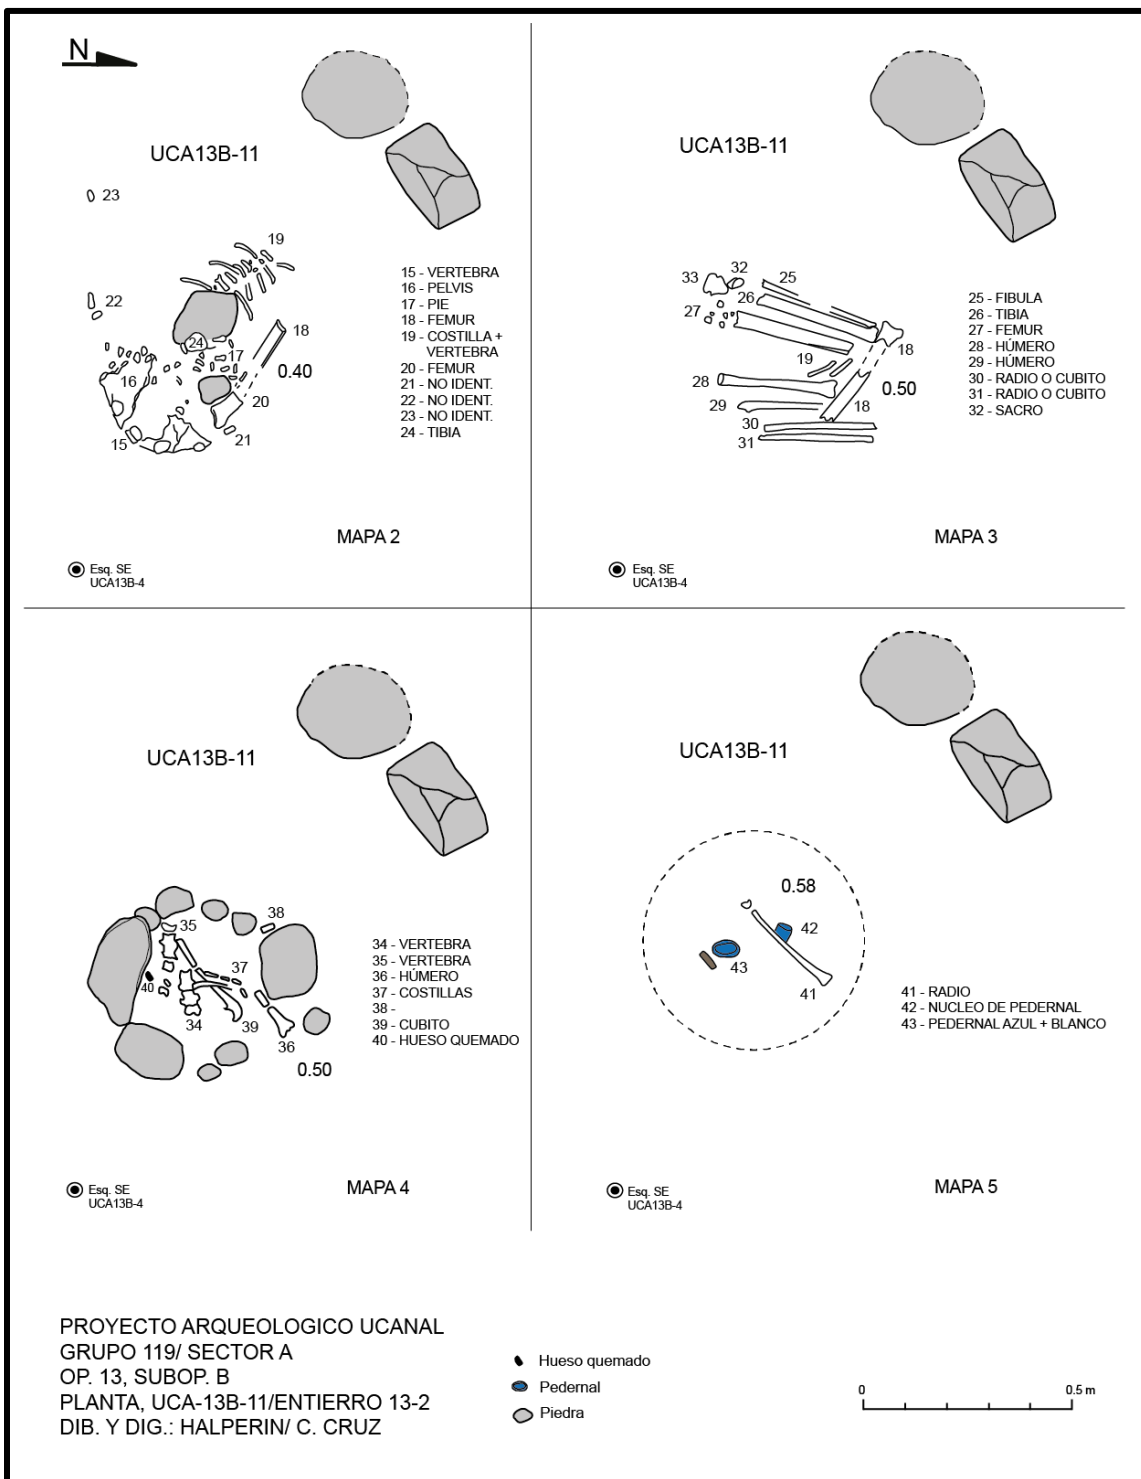 N
UCA13B-11
23
22
19
18
24
17
0.40
16
20
15
21
15 - VERTEBRA
16 - PELVIS
17 - PIE
18 - FEMUR
19 - COSTILLA +
VERTEBRA
20 - FEMUR
21 - NO IDENT.
22 - NO IDENT.
23 - NO IDENT.
24 - TIBIA
MAPA 2
Esq. SE
UCA13B-4
UCA13B-11
33
32
25
26
27
18
19
28
0.50
29
18
30
31
25 - FIBULA
26 - TIBIA
27 - FEMUR
28 - HÚMERO
29 - HÚMERO
30 - RADIO O CUBITO
31 - RADIO O CUBITO
32 - SACRO
MAPA 3
Esq. SE
UCA13B-4
UCA13B-11
35
38
37
40
34
39
36
0.50
34 - VERTEBRA
35 - VERTEBRA
36 - HÚMERO
37 - COSTILLAS
38 -
39 - CUBITO
40 - HUESO QUEMADO
MAPA 4
Esq. SE
UCA13B-4
UCA13B-11
0.58
42
43
41
41 - RADIO
42 - NUCLEO DE PEDERNAL
43 - PEDERNAL AZUL + BLANCO
MAPA 5
Esq. SE
UCA13B-4
PROYECTO ARQUEOLOGICO UCANAL
GRUPO 119/ SECTOR A
OP. 13, SUBOP. B
PLANTA, UCA-13B-11/ENTIERRO 13-2
DIB. Y DIG.: HALPERIN/ C. CRUZ
Hueso quemado
Pedernal
Piedra
0 0.5 m